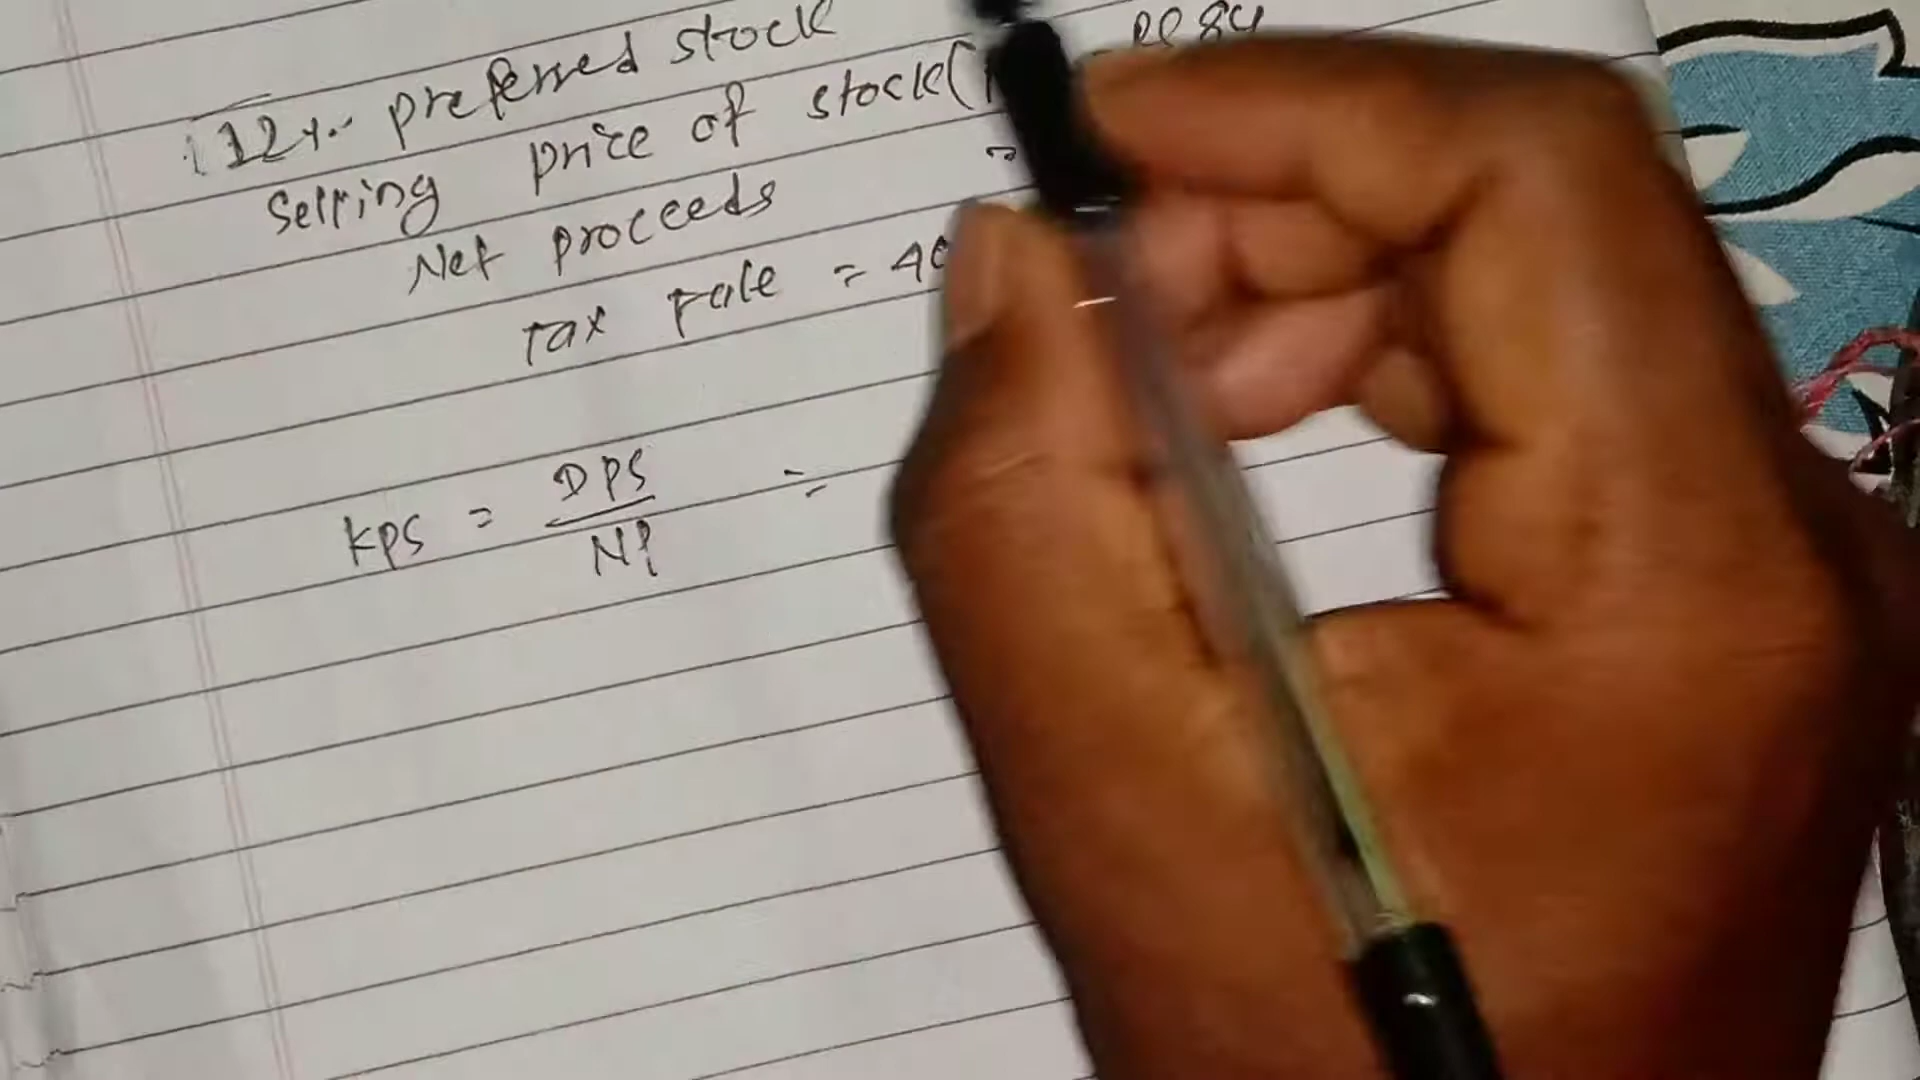 12%. preferred stock
Selling price of stock(
Net proceeds =
Tax rate = 40
KPS = DPS / NP =